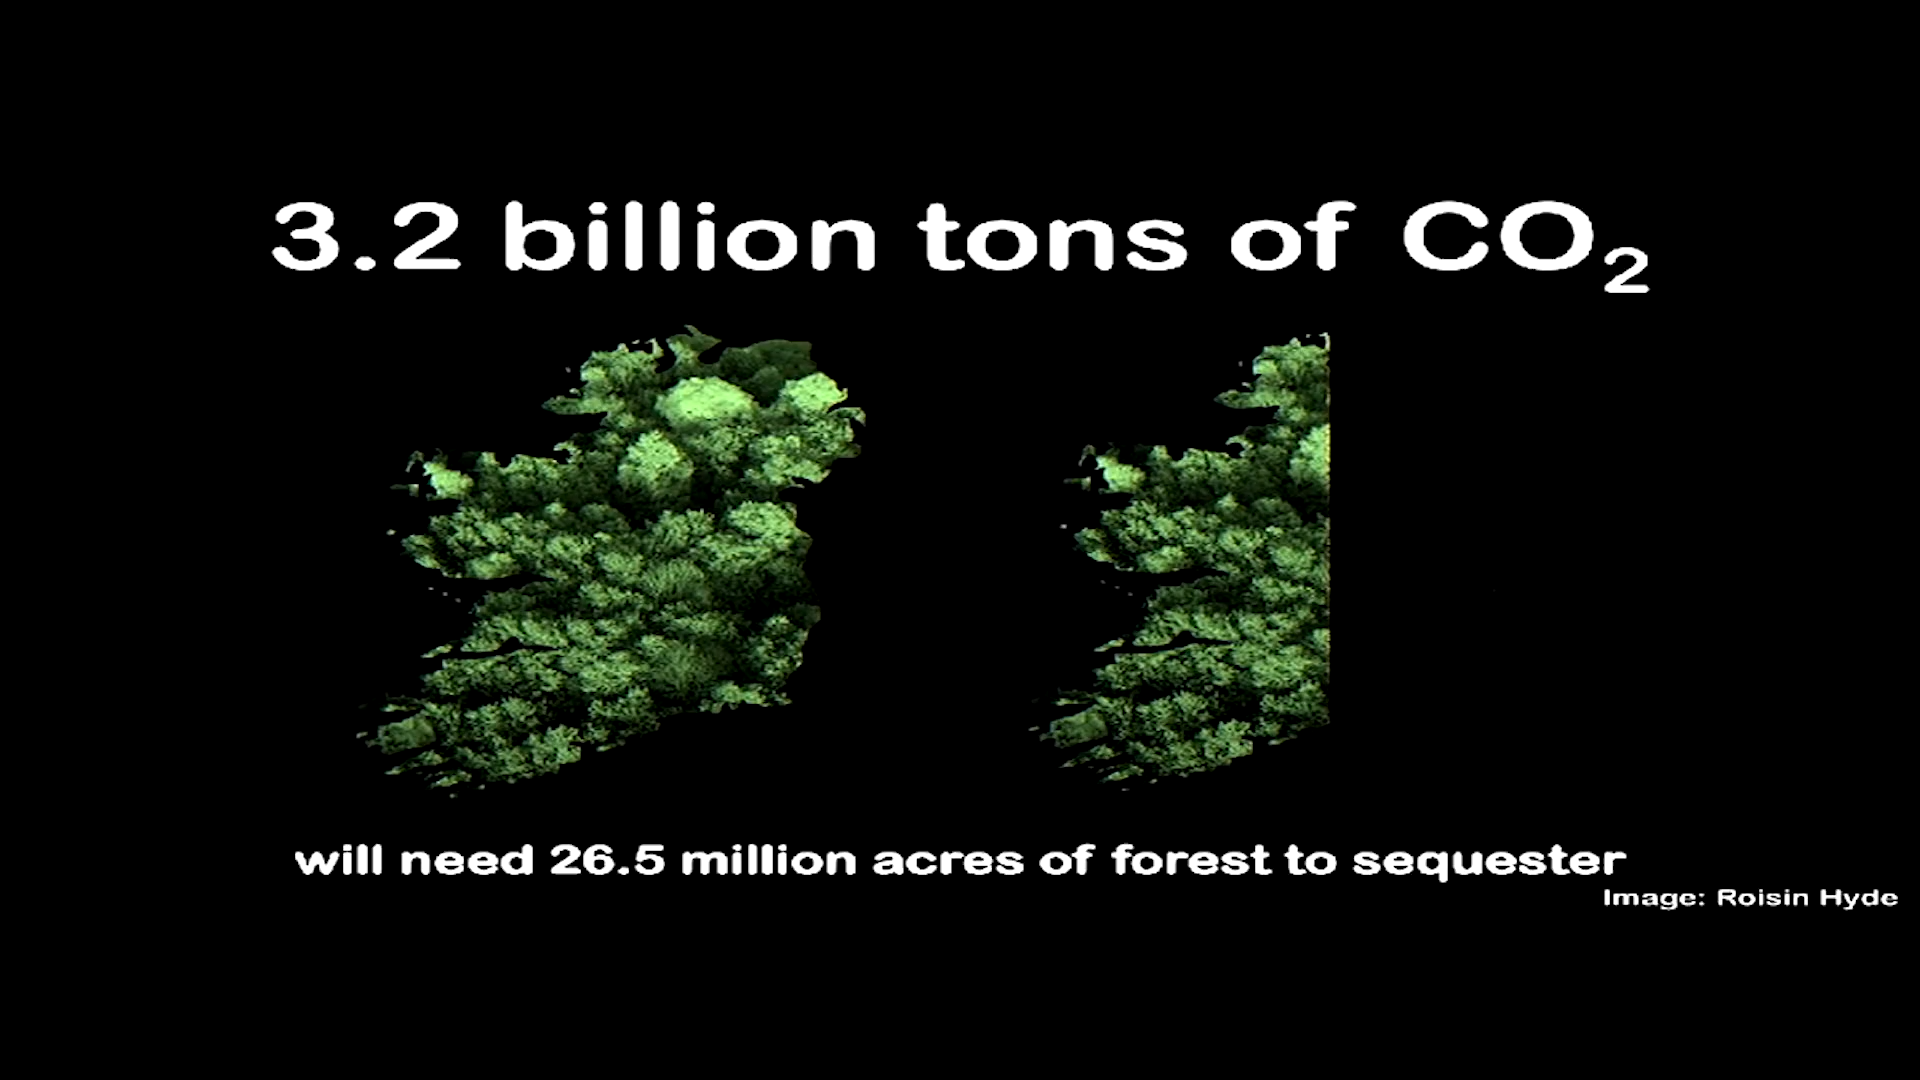 3.2 billion tons of CO₂
will need 26.5 million acres of forest to sequester
Image: Roisin Hyde